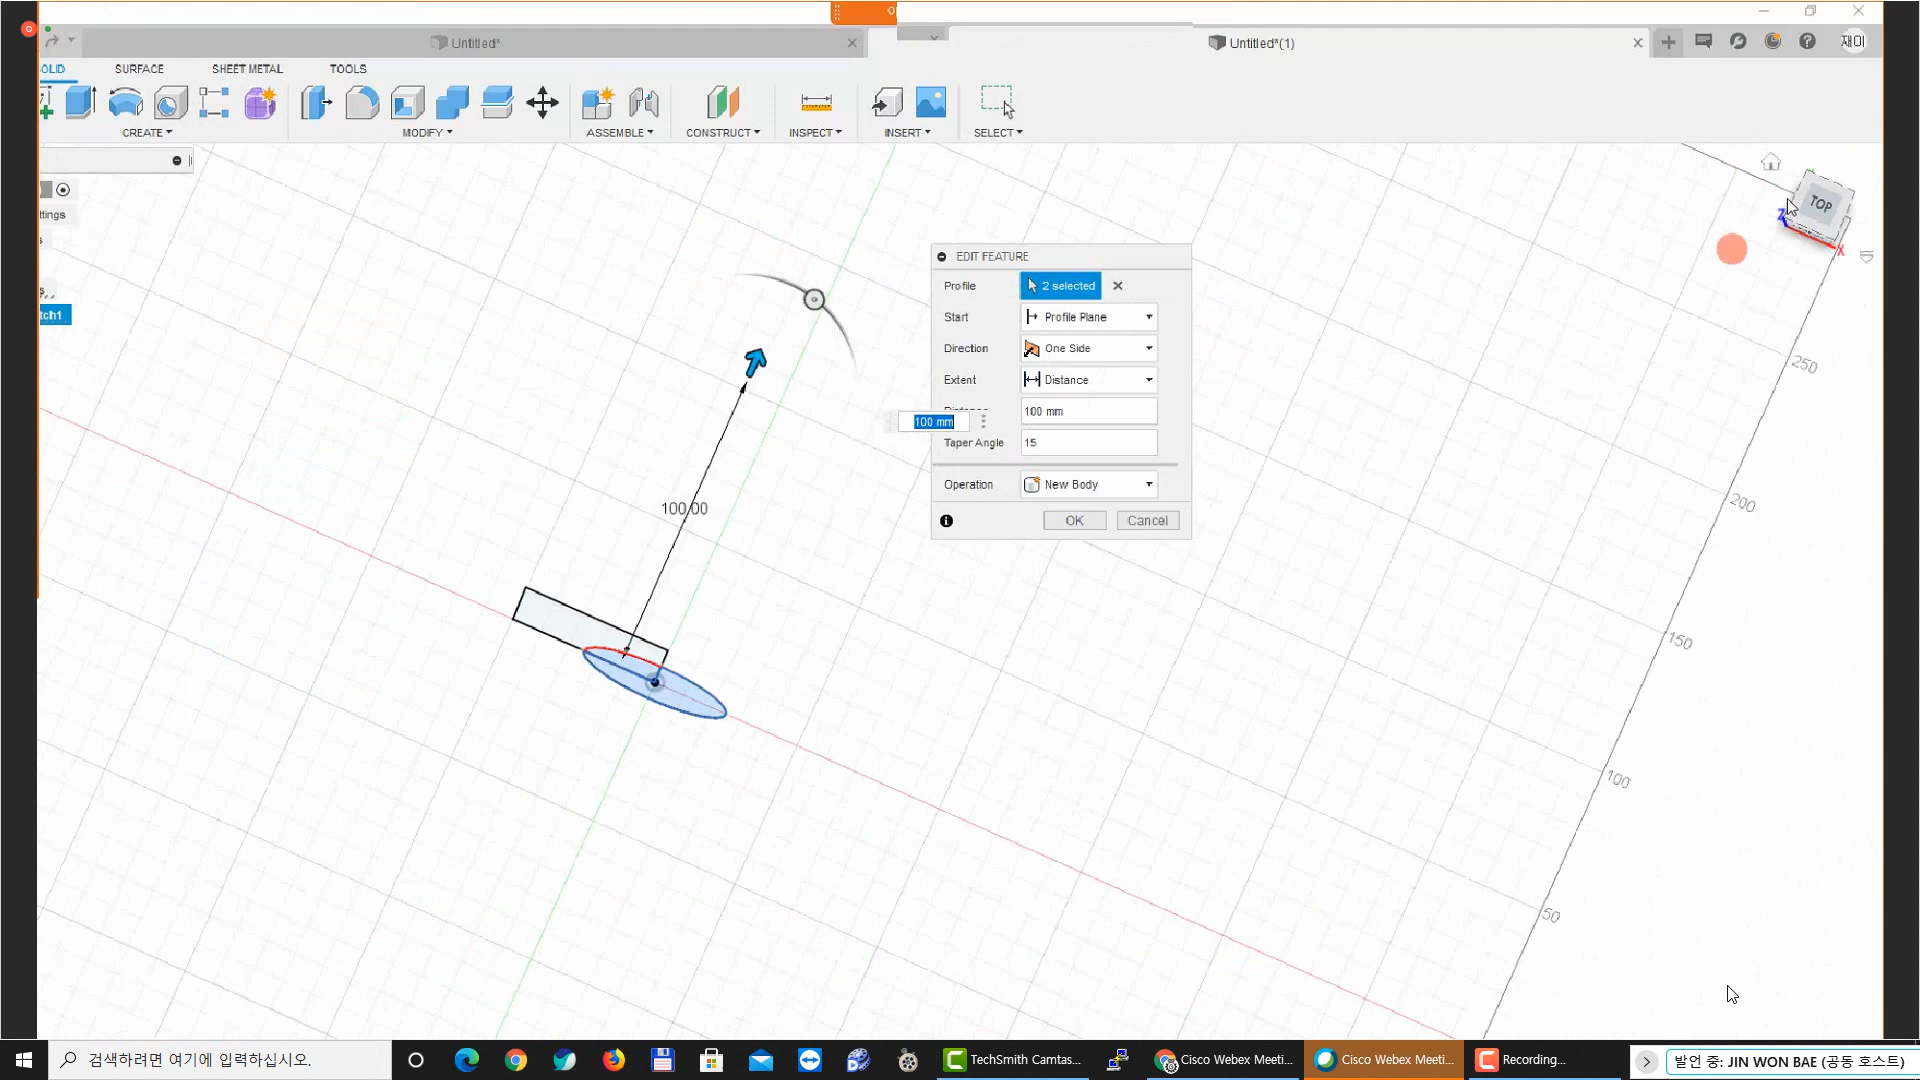 Untitled*
Untitled*(1)
재이
OLID
SURFACE
SHEET METAL
TOOLS
CREATE
MODIFY
ASSEMBLE
CONSTRUCT
INSPECT
INSERT
SELECT
ttings
tch1
TOP
Z
X
EDIT FEATURE
Profile
2 selected
Start
Profile Plane
Direction
One Side
Extent
Distance
Distance
100 mm
100 mm
Taper Angle
15
Operation
New Body
OK
Cancel
100.00
250
200
150
100
50
검색하려면 여기에 입력하십시오.
TechSmith Camtas...
Cisco Webex Meeti...
Cisco Webex Meeti...
Recording...
발언 중: JIN WON BAE (공동 호스트)